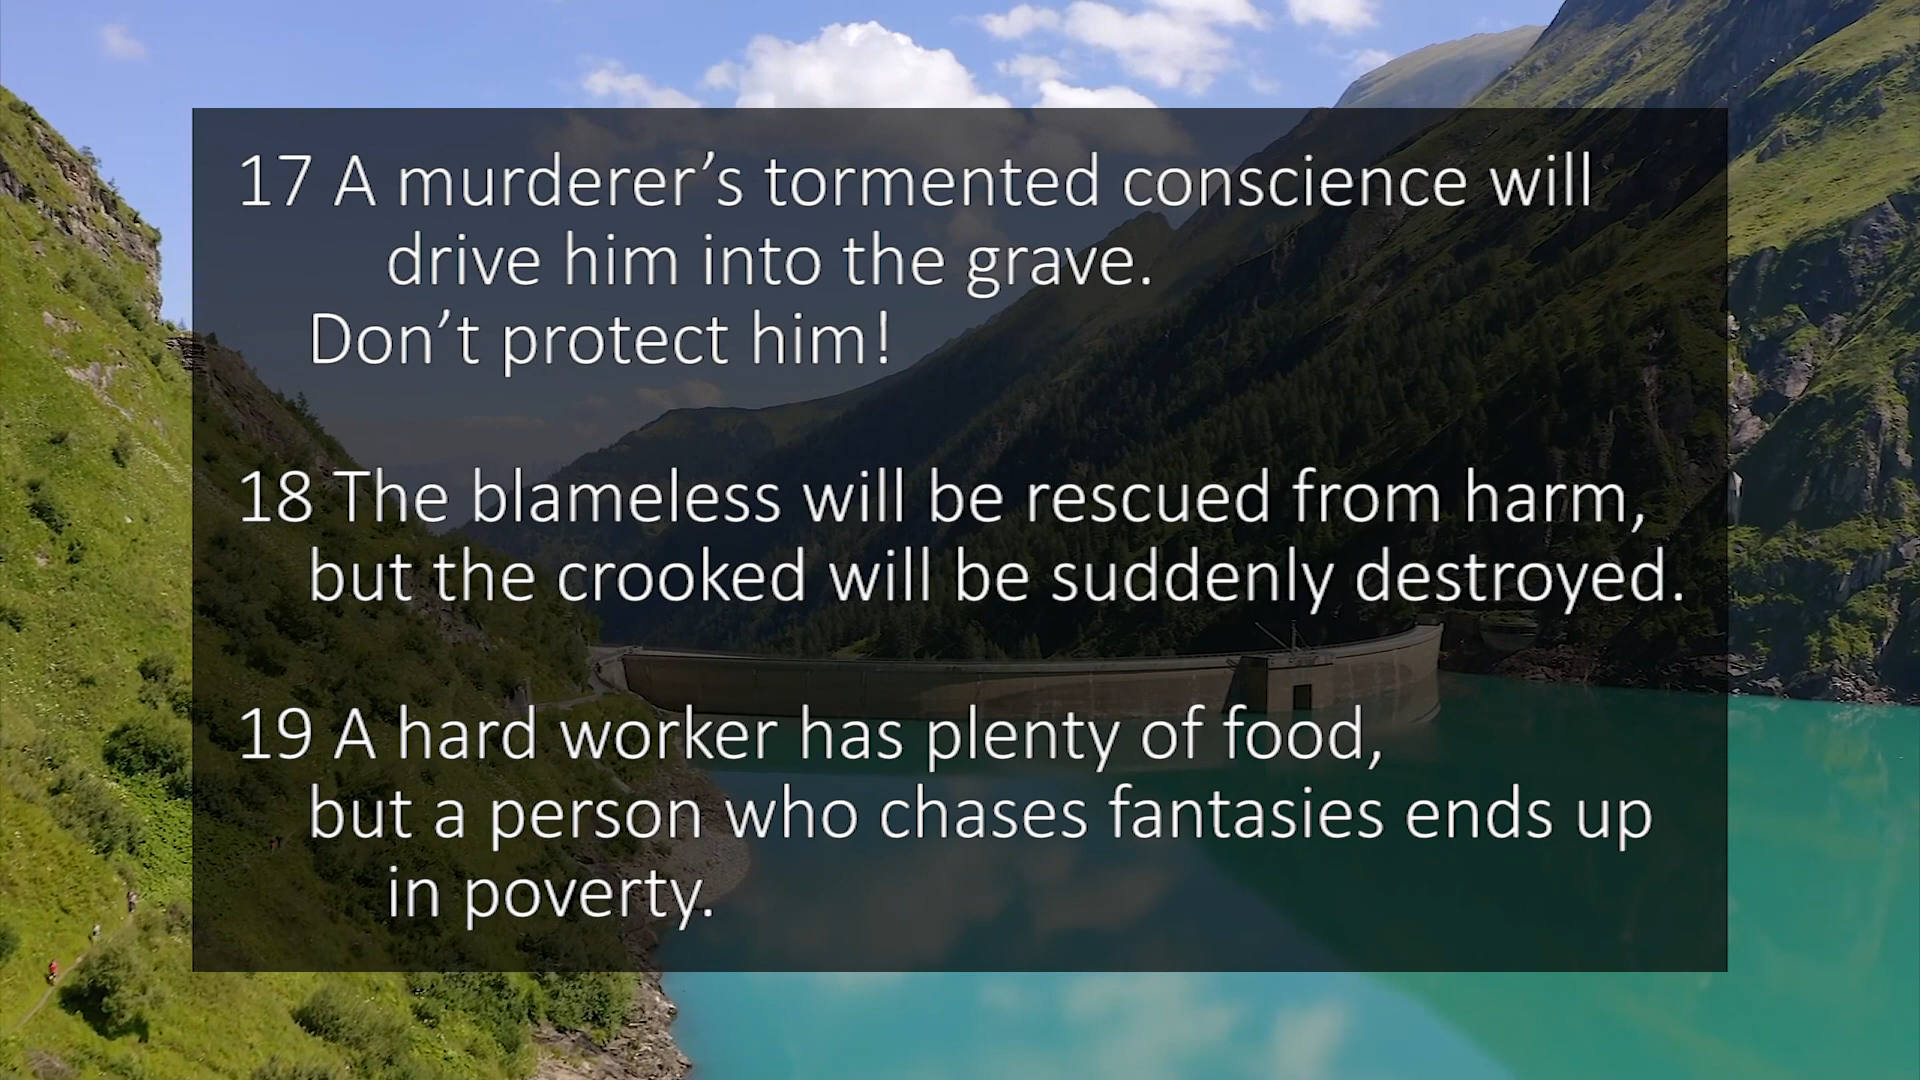 17 A murderer’s tormented conscience will
drive him into the grave.
Don’t protect him!
18 The blameless will be rescued from harm,
but the crooked will be suddenly destroyed.
19 A hard worker has plenty of food,
but a person who chases fantasies ends up
in poverty.